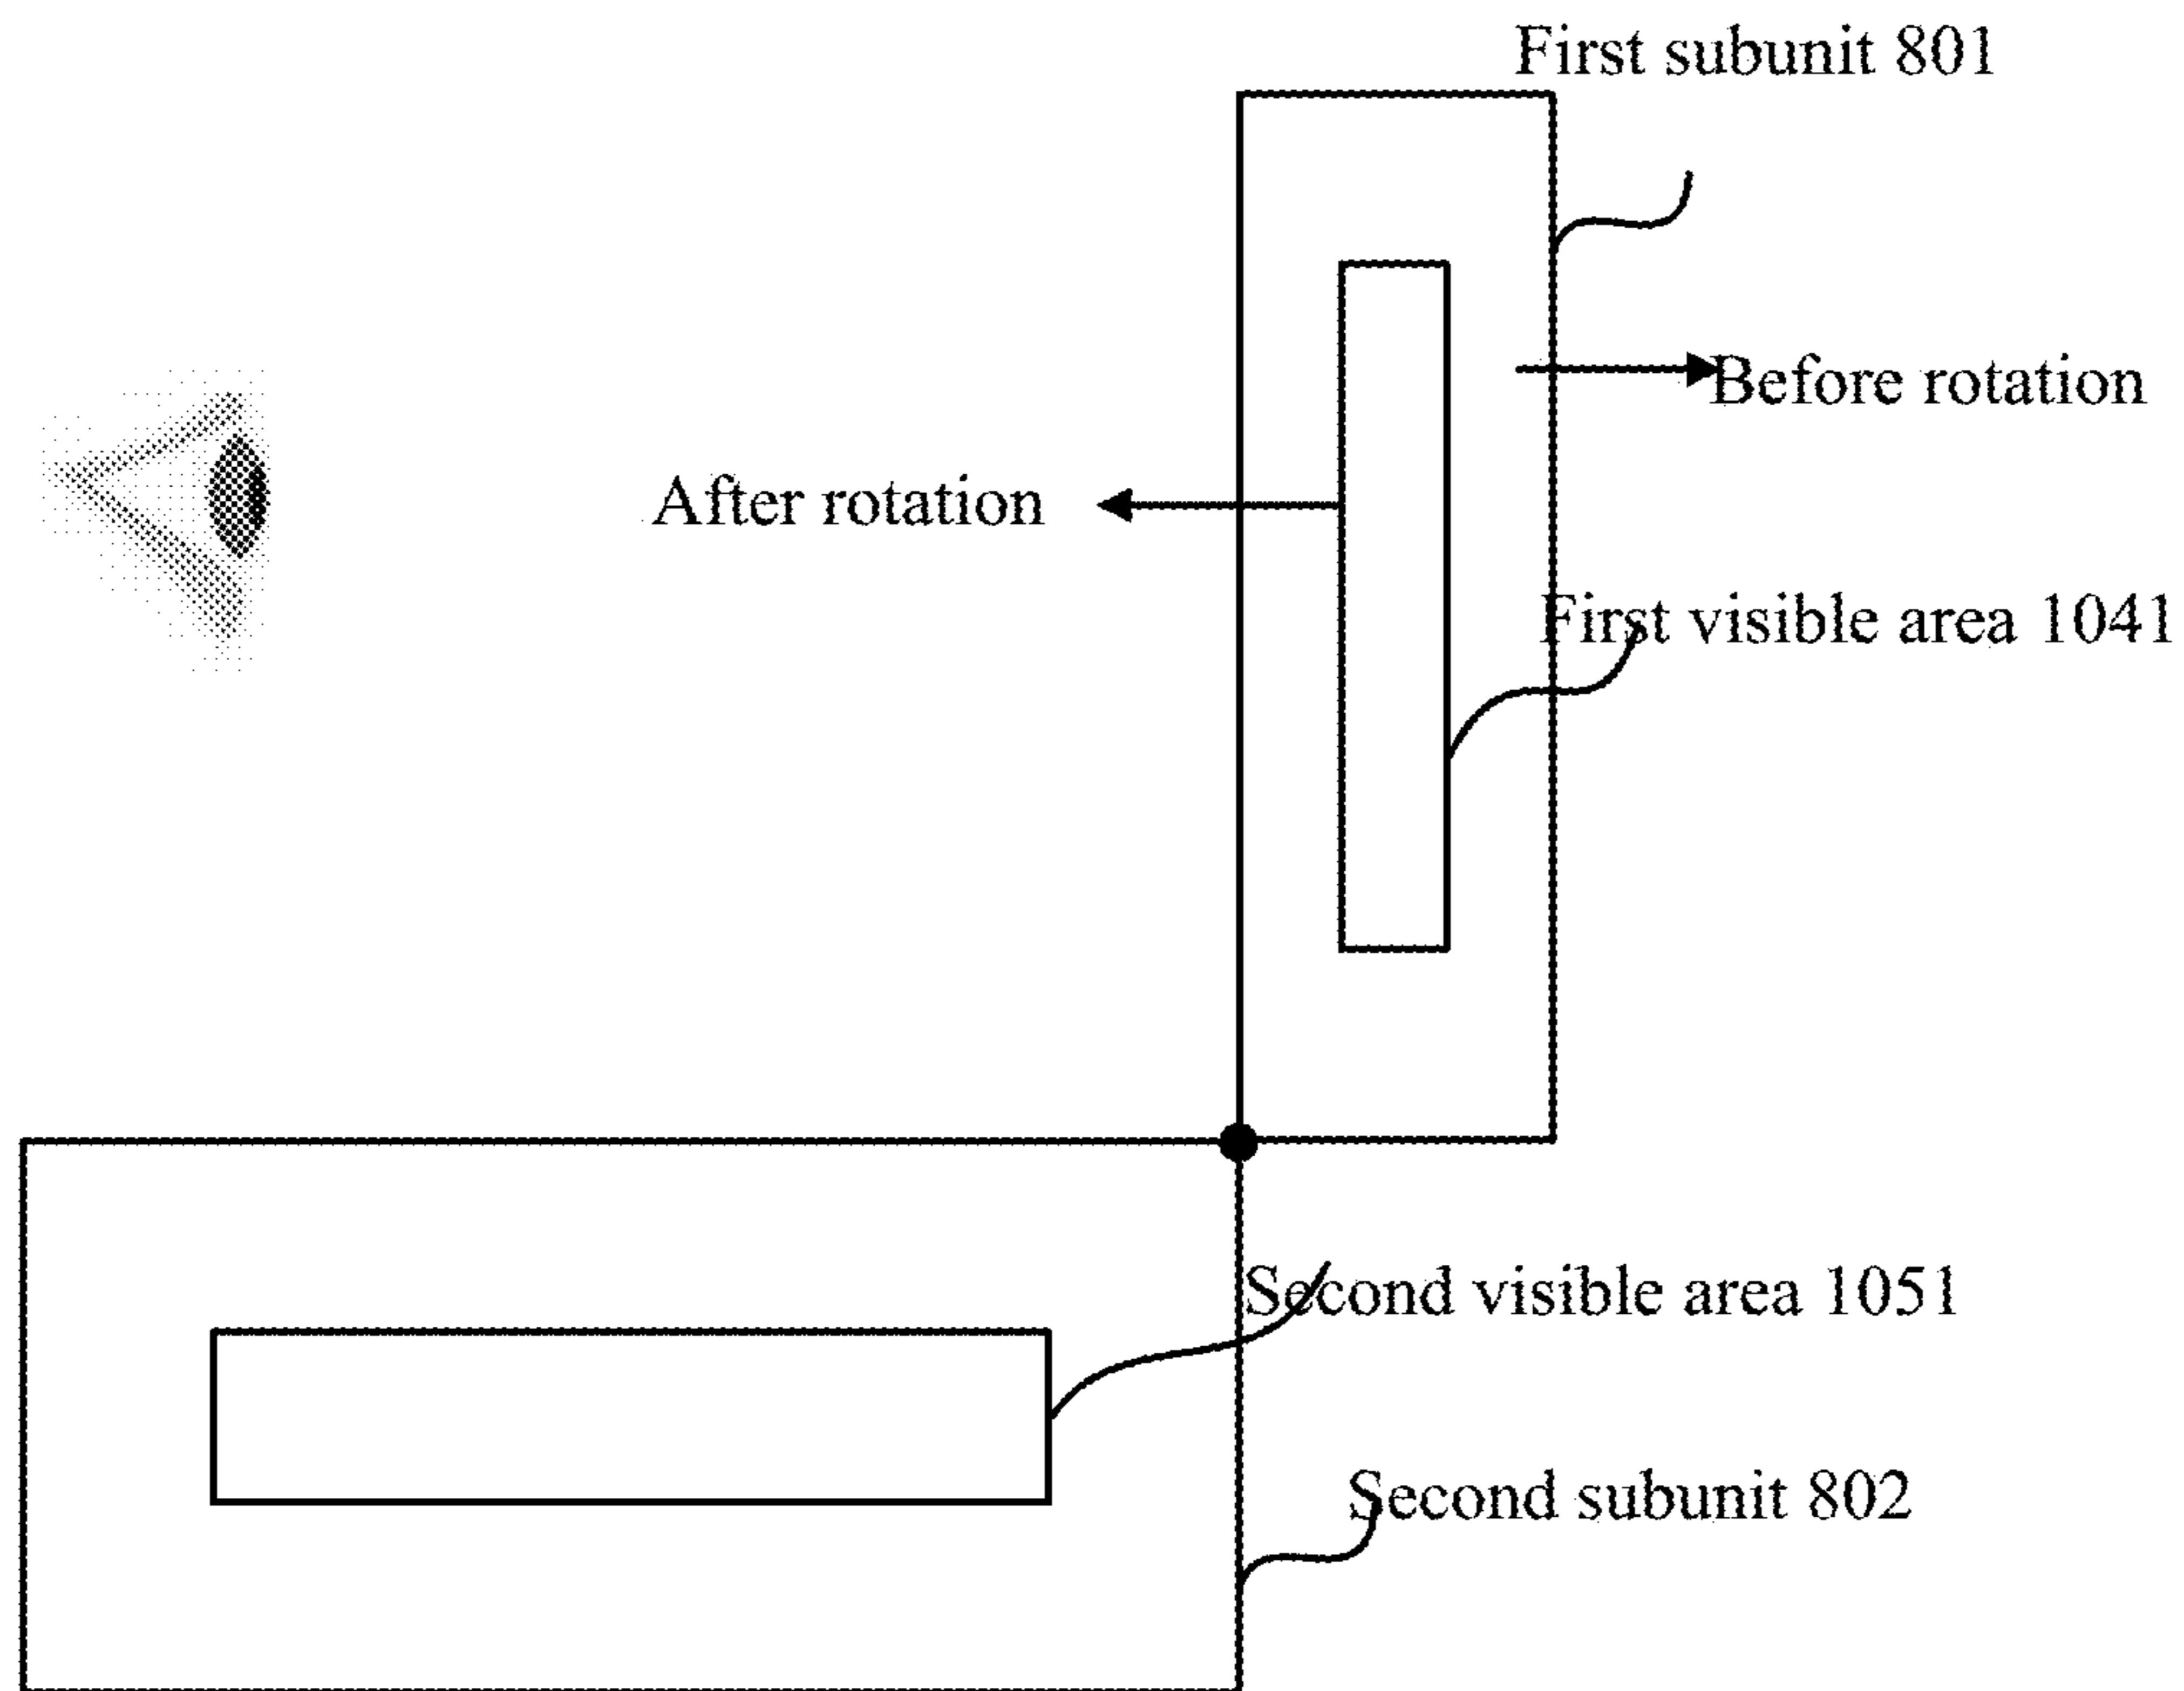 First subunit 801
Before rotation
After rotation
First visible area 1041
Second visible area 1051
Second subunit 802